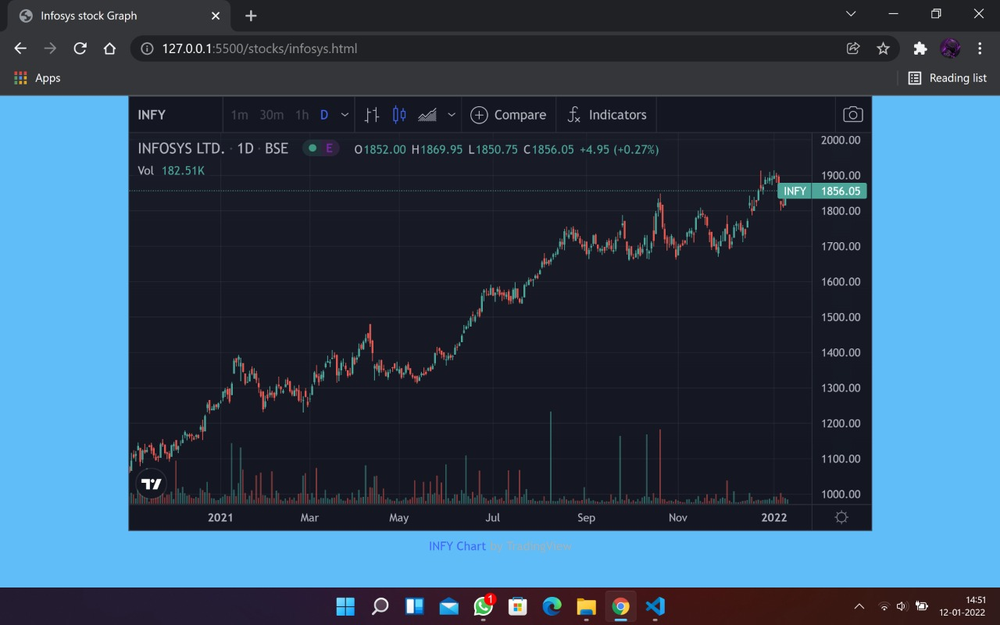 Infosys stock Graph
127.0.0.1:5500/stocks/infosys.html
Apps
Reading list
INFY 1m 30m 1h D Compare Indicators
INFOSYS LTD. · 1D · BSE E O1852.00 H1869.95 L1850.75 C1856.05 +4.95 (+0.27%)
Vol 182.51K
2000.00
1900.00
INFY 1856.05
1800.00
1700.00
1600.00
1500.00
1400.00
1300.00
1200.00
1100.00
1000.00
2021 Mar May Jul Sep Nov 2022
INFY Chart by TradingView
1
14:51
12-01-2022